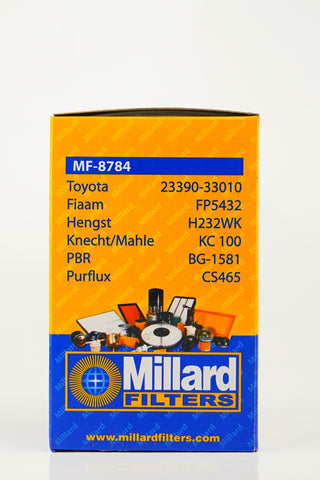 MF-8784
Toyota 23390-33010
Fiaam FP5432
Hengst H232WK
Knecht/Mahle KC 100
PBR BG-1581
Purflux CS465
Millard
FILTERS
www.millardfilters.com